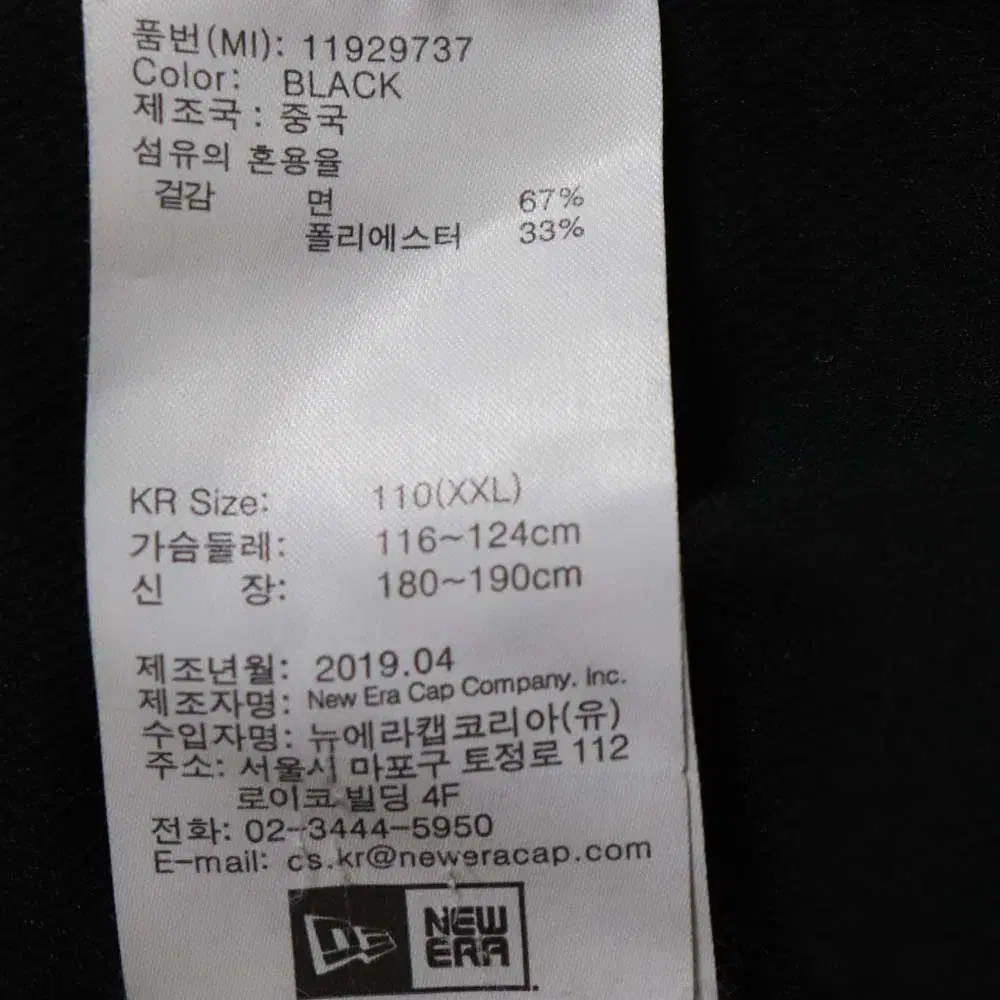 품번(MI): 11929737
Color: BLACK
제조국 : 중국
섬유의 혼용율
겉감 면 67%
폴리에스터 33%
KR Size: 110(XXL)
가슴둘레: 116~124cm
신 장: 180~190cm
제조년월: 2019.04
제조자명: New Era Cap Company. Inc.
수입자명: 뉴에라캡코리아(유)
주소: 서울시 마포구 토정로 112
로이코 빌딩 4F
전화: 02-3444-5950
E-mail: cs.kr@neweracap.com
NEW
ERA